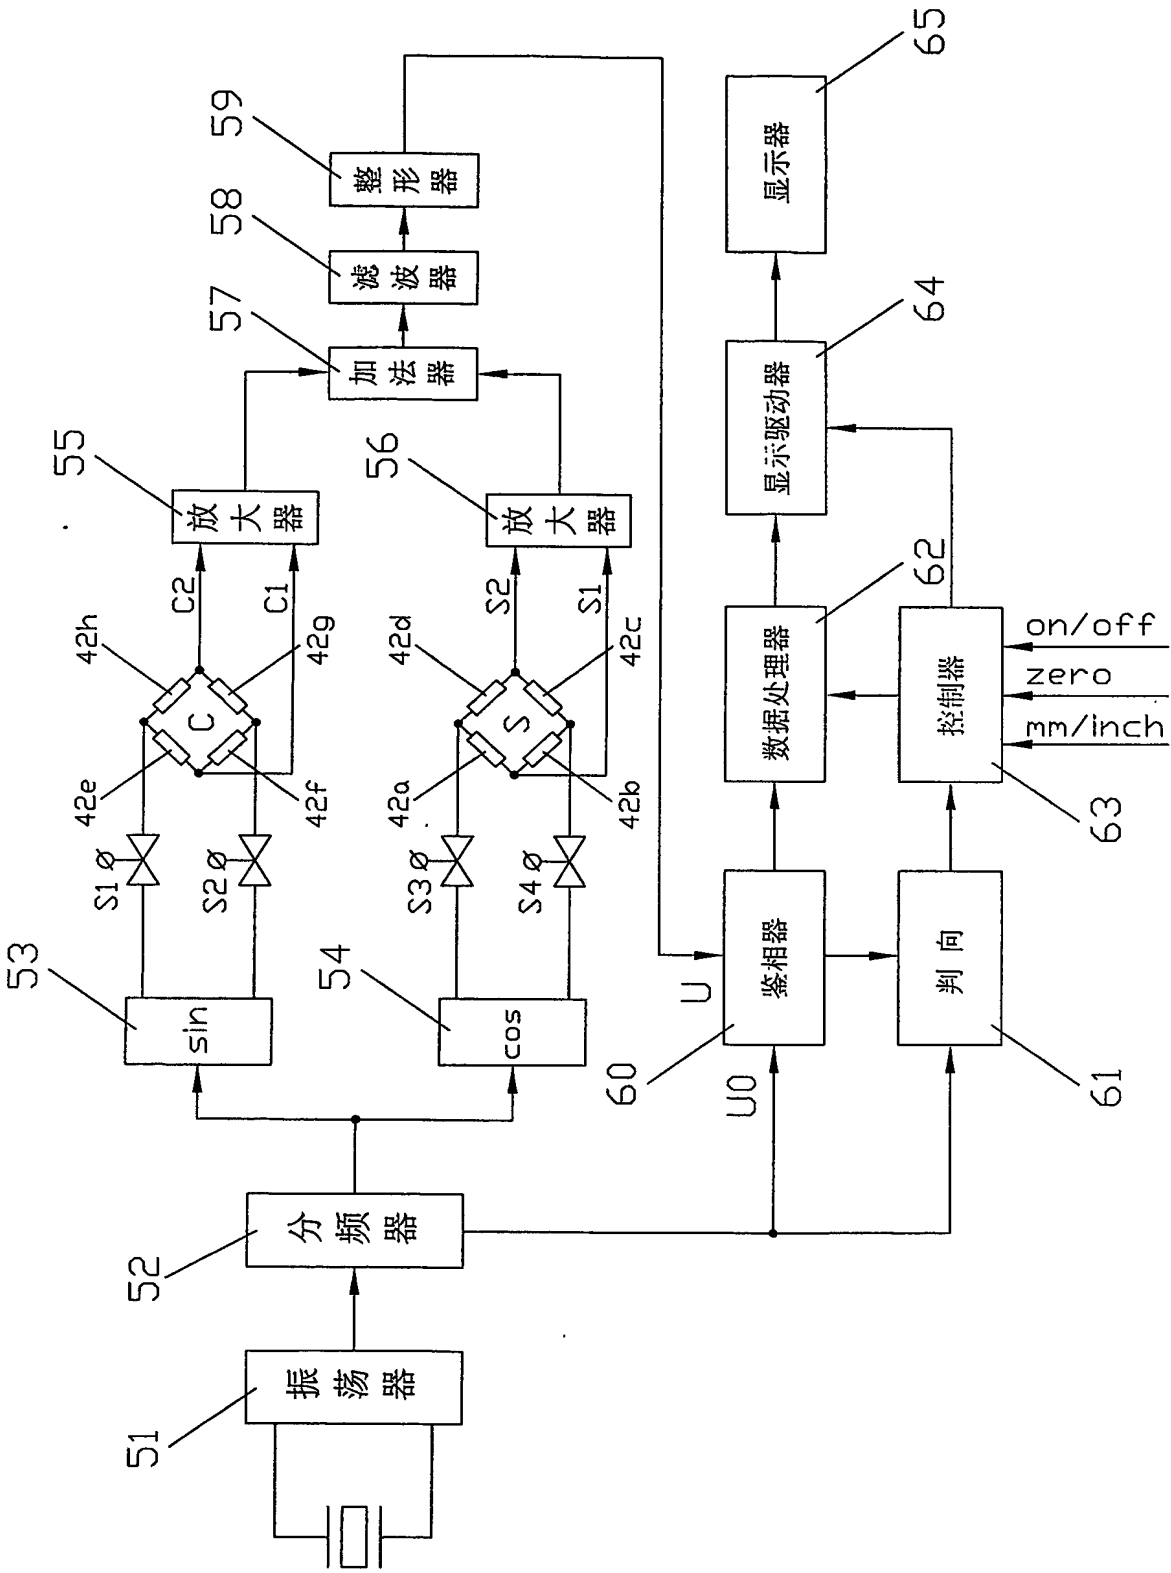 51
振荡器
52
分频器
53
sin
54
cos
S1
S2
S3
S4
42e
42h
42f
42g
C
C2
C1
42a
42d
42b
42c
S
S2
S1
55
放大器
56
放大器
57
加法器
58
滤波器
59
整形器
U
U0
60
鉴相器
61
判向
62
数据处理器
63
控制器
on/off
zero
mm/inch
64
显示驱动器
65
显示器